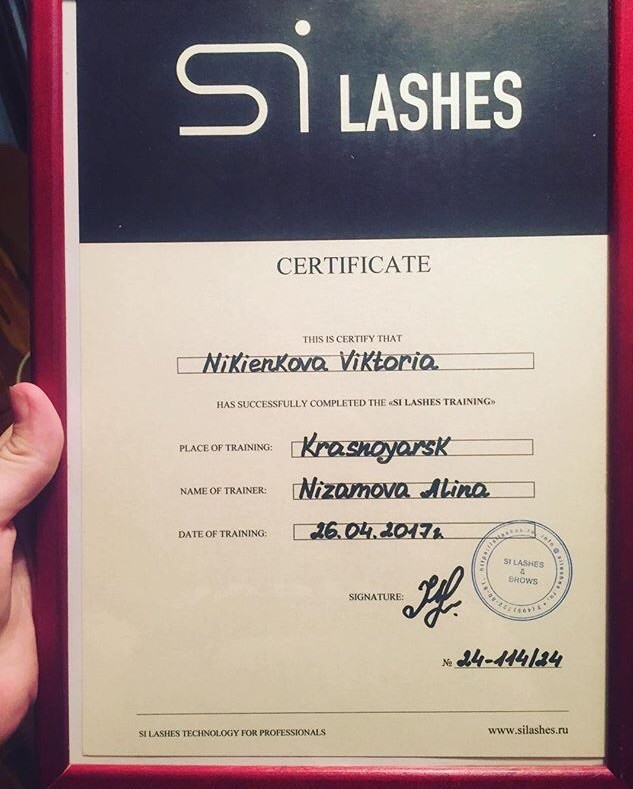 Si LASHES
CERTIFICATE
THIS IS CERTIFY THAT
Nikienkova Viktoria
HAS SUCCESSFULLY COMPLETED THE «SI LASHES TRAINING»
PLACE OF TRAINING: Krasnoyarsk
NAME OF TRAINER: Nizamova Alina
DATE OF TRAINING: 26.04.2017г.
SI LASHES
&
BROWS
SIGNATURE:
№ 24-114/24
SI LASHES TECHNOLOGY FOR PROFESSIONALS
www.silashes.ru